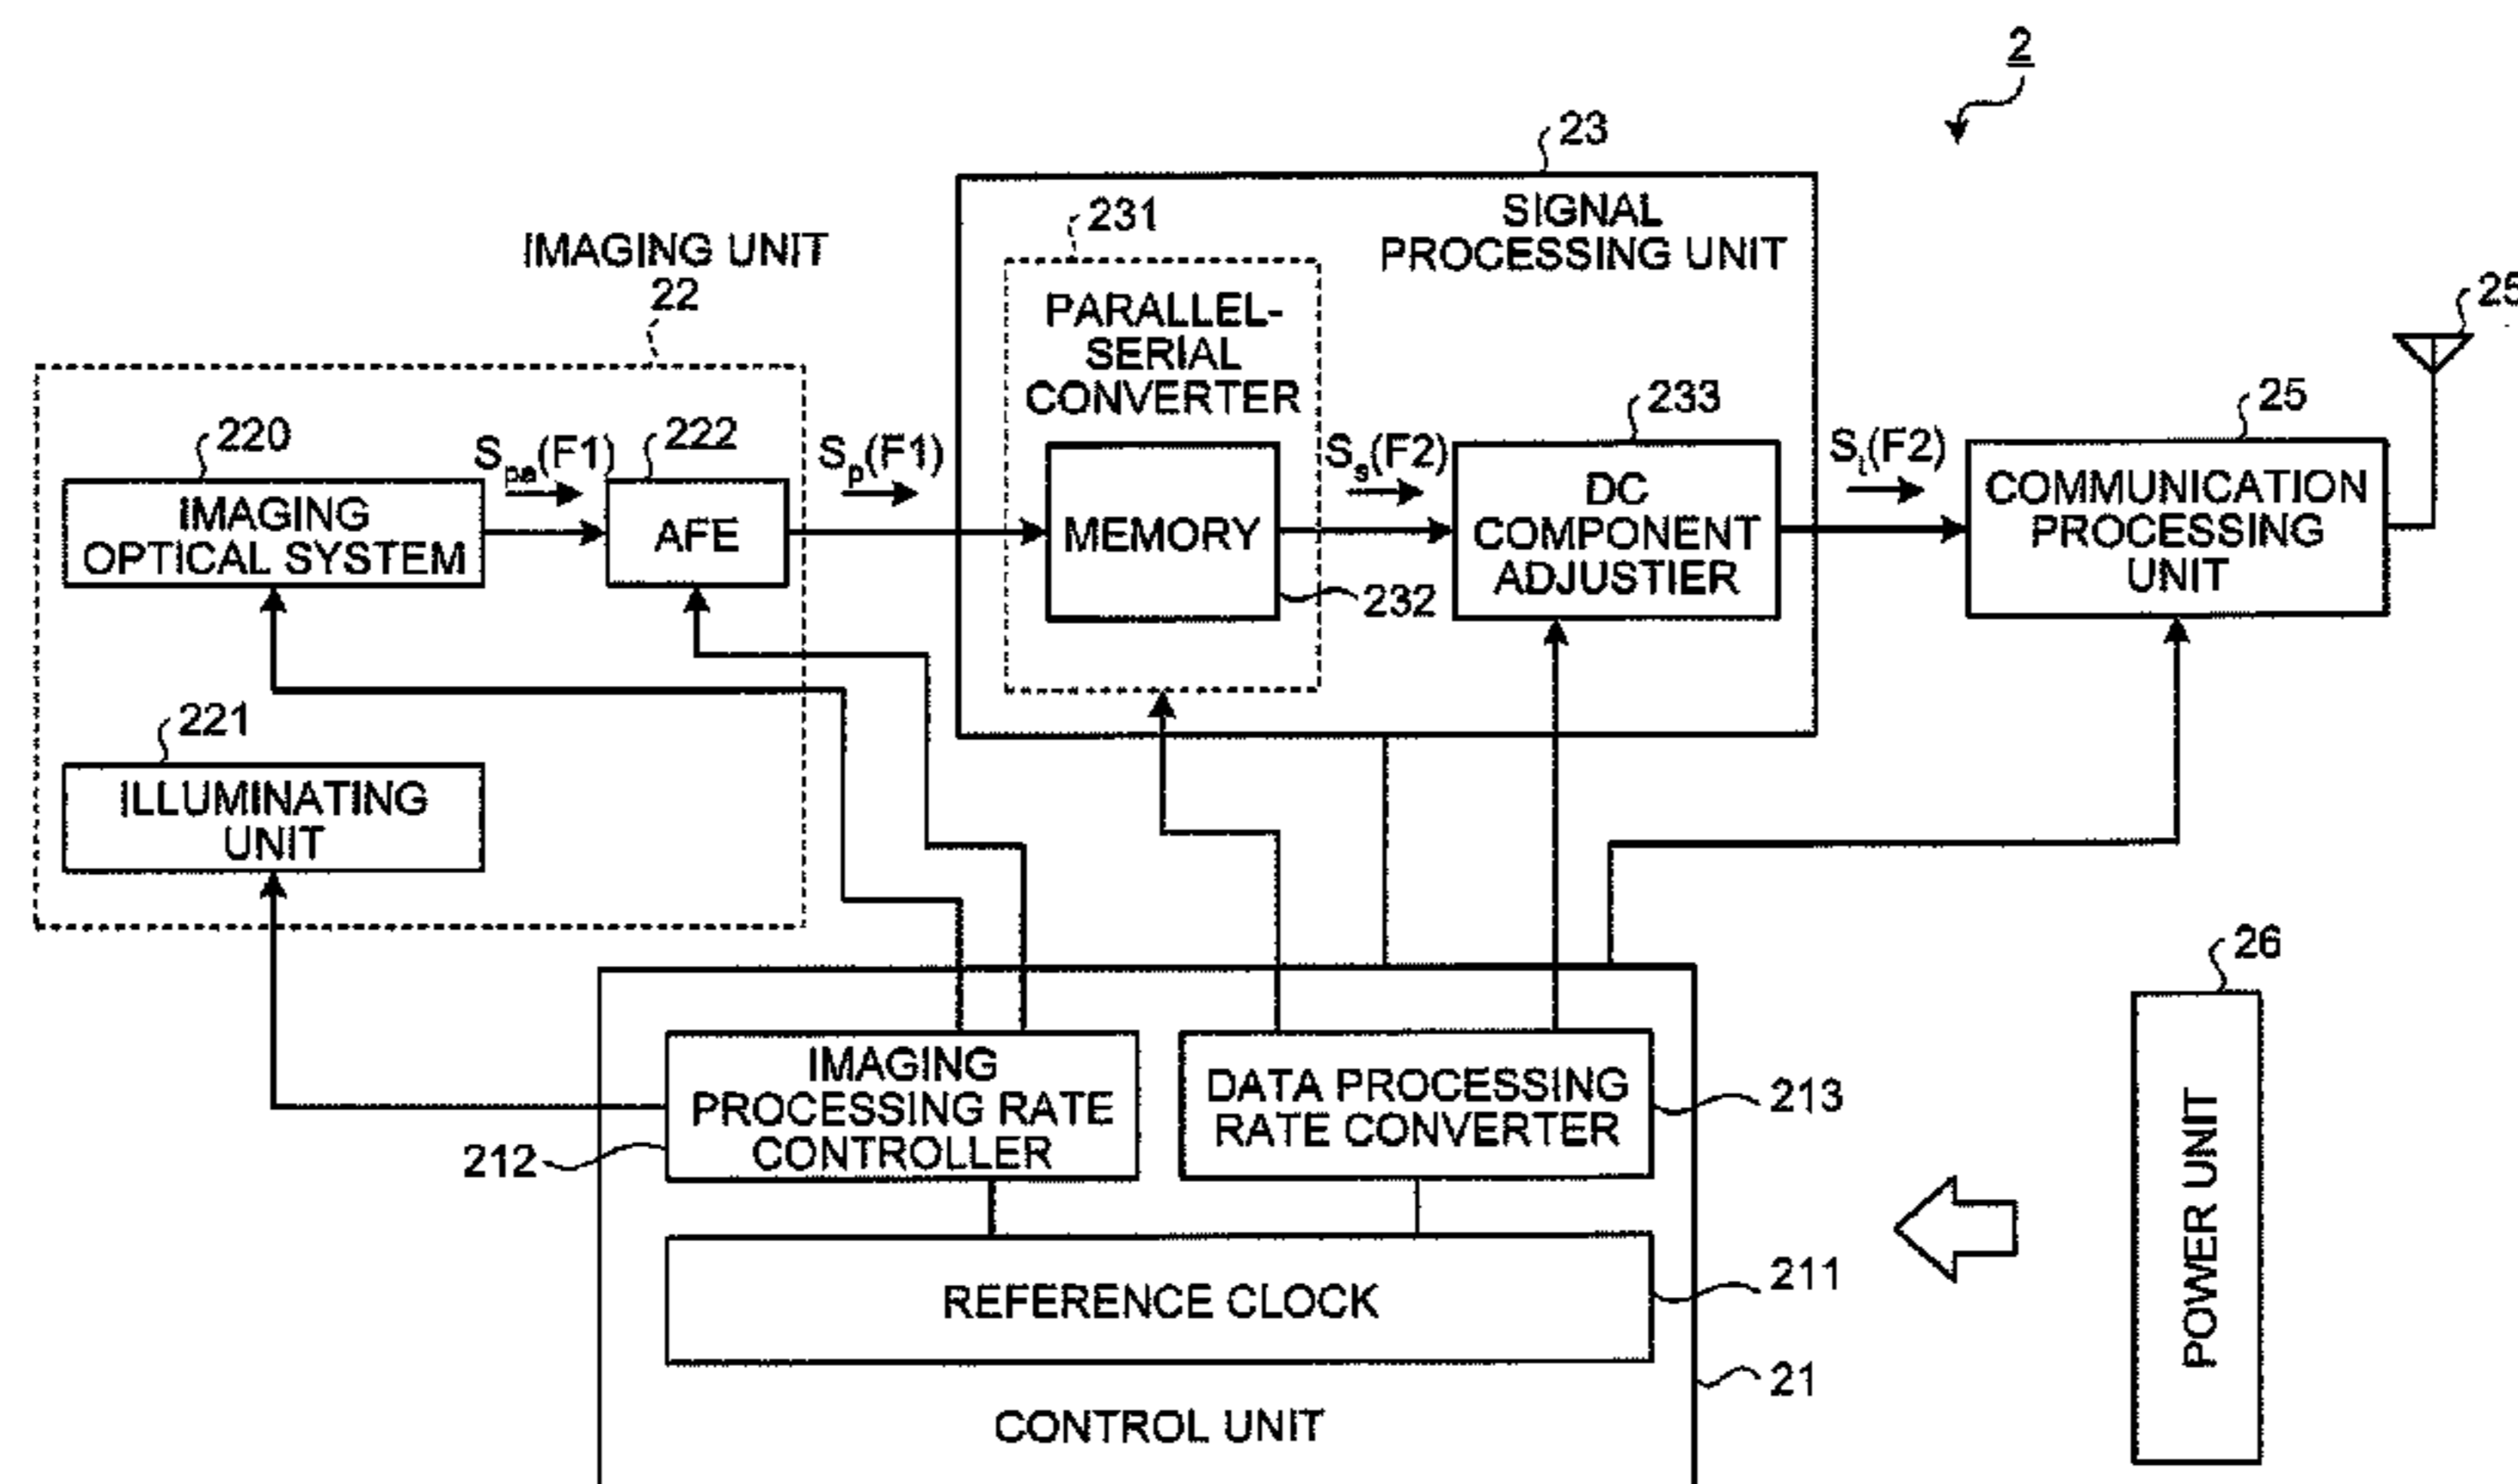 2
23
SIGNAL
PROCESSING UNIT
231
IMAGING UNIT
22
PARALLEL-
SERIAL
CONVERTER
25
220
Spa(F1)
222
Sp(F1)
Ss(F2)
233
St(F2)
25
IMAGING
OPTICAL SYSTEM
AFE
MEMORY
232
DC
COMPONENT
ADJUSTIER
COMMUNICATION
PROCESSING
UNIT
221
ILLUMINATING
UNIT
26
IMAGING
PROCESSING RATE
CONTROLLER
212
DATA PROCESSING
RATE CONVERTER
213
POWER UNIT
REFERENCE CLOCK
211
21
CONTROL UNIT